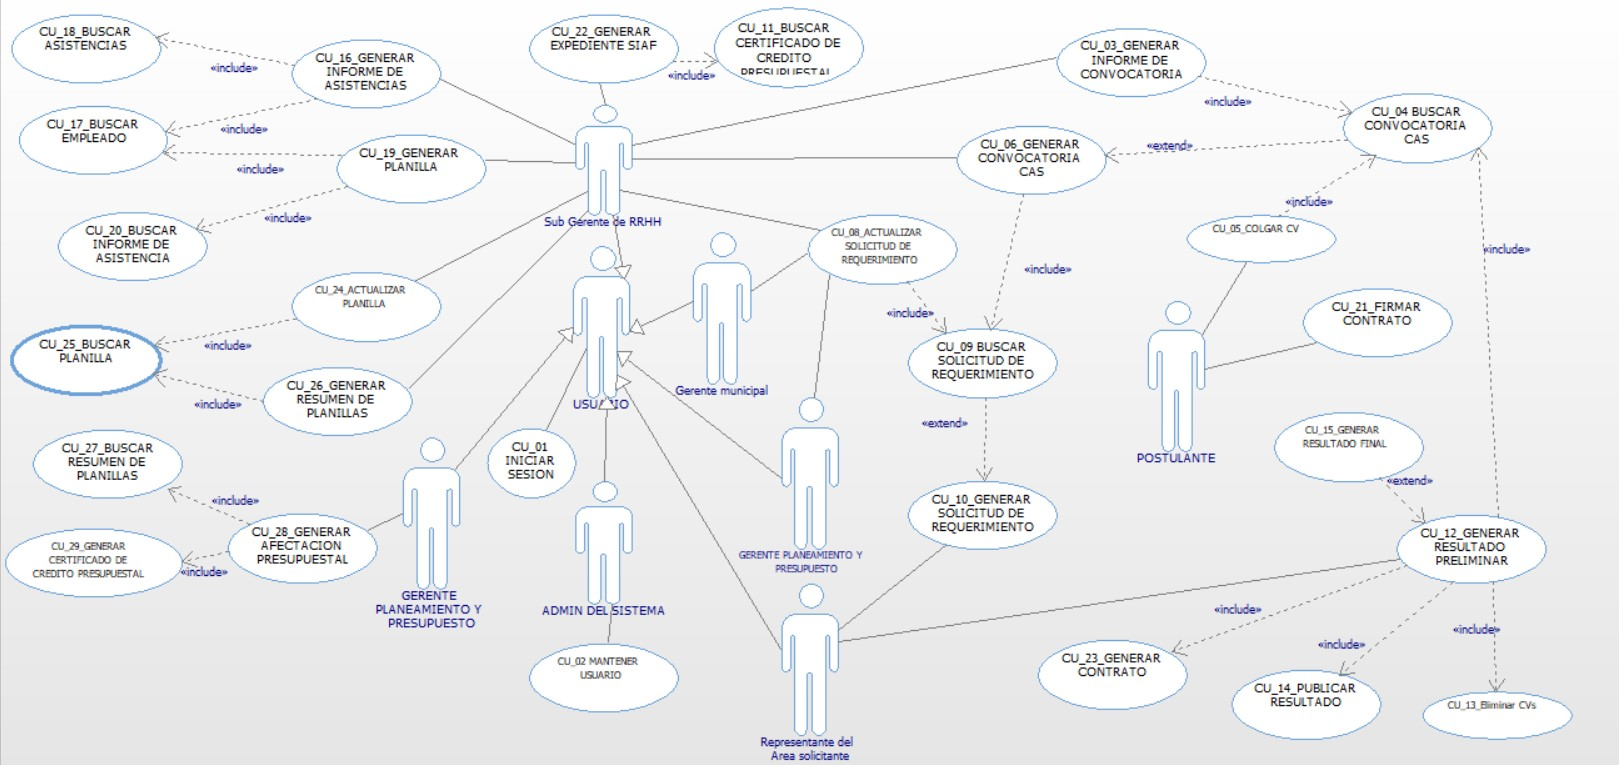 CU_18_BUSCAR
ASISTENCIAS
«include»
CU_16_GENERAR
INFORME DE
ASISTENCIAS
CU_22_GENERAR
EXPEDIENTE SIAF
«include»
CU_11_BUSCAR
CERTIFICADO DE
CREDITO
PRESUPUESTAL
CU_03_GENERAR
INFORME DE
CONVOCATORIA
«include»
CU_04 BUSCAR
CONVOCATORIA
CAS
CU_17_BUSCAR
EMPLEADO
«include»
«include»
CU_19_GENERAR
PLANILLA
«include»
CU_20_BUSCAR
INFORME DE
ASISTENCIA
Sub Gerente de RRHH
CU_06_GENERAR
CONVOCATORIA
CAS
«extend»
«include»
CU_05_COLGAR CV
«include»
«include»
CU_08_ACTUALIZAR
SOLICITUD DE
REQUERIMIENTO
«include»
CU_24_ACTUALIZAR
PLANILLA
CU_25_BUSCAR
PLANILLA
«include»
CU_26_GENERAR
RESUMEN DE
PLANILLAS
«include»
USUARIO
Gerente municipal
CU_09 BUSCAR
SOLICITUD DE
REQUERIMIENTO
«extend»
CU_21_FIRMAR
CONTRATO
POSTULANTE
CU_27_BUSCAR
RESUMEN DE
PLANILLAS
«include»
CU_01
INICIAR
SESION
CU_15_GENERAR
RESULTADO FINAL
«extend»
CU_10_GENERAR
SOLICITUD DE
REQUERIMIENTO
CU_28_GENERAR
AFECTACION
PRESUPUESTAL
CU_29_GENERAR
CERTIFICADO DE
CREDITO PRESUPUESTAL
«include»
GERENTE
PLANEAMIENTO Y
PRESUPUESTO
ADMIN DEL SISTEMA
GERENTE PLANEAMIENTO Y
PRESUPUESTO
CU_12_GENERAR
RESULTADO
PRELIMINAR
«include»
«include»
«include»
CU_02 MANTENER
USUARIO
CU_23_GENERAR
CONTRATO
CU_14_PUBLICAR
RESULTADO
CU_13_Eliminar CVs
Representante del
Area solicitante